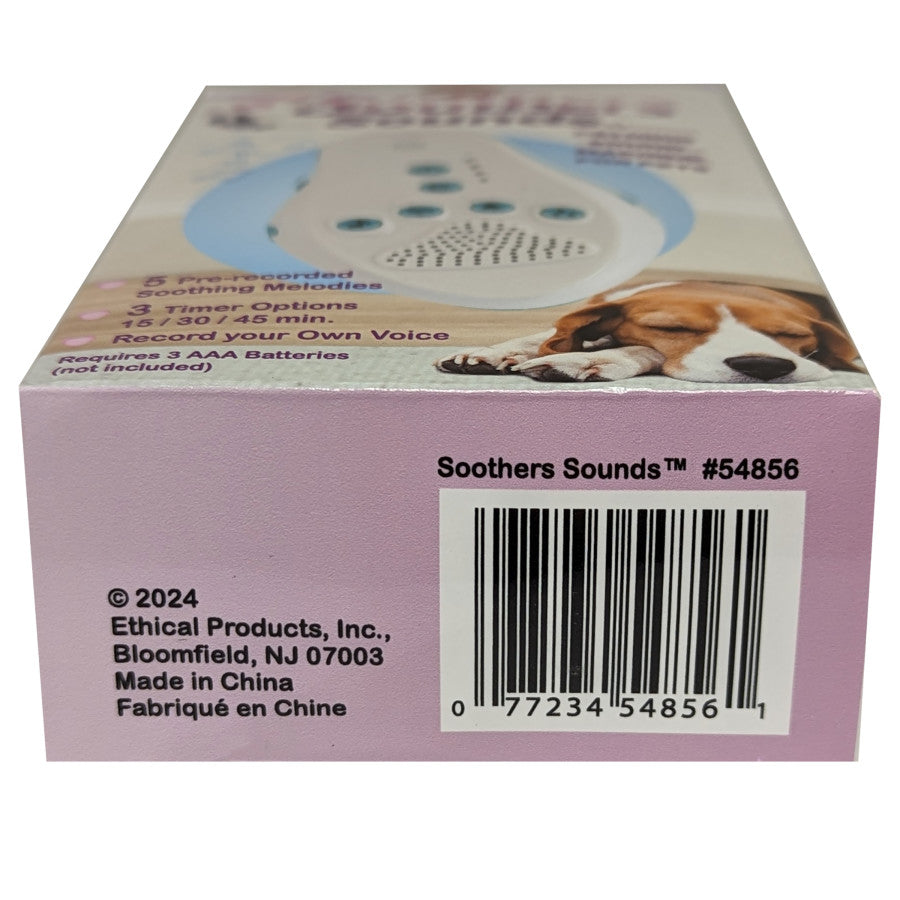 Soothers
Sounds
5 Pre-recorded
Soothing Melodies
3 Timer Options
15 / 30 / 45 min.
Record your Own Voice
Requires 3 AAA Batteries
(not included)
Soothers Sounds™ #54856
© 2024
Ethical Products, Inc.,
Bloomfield, NJ 07003
Made in China
Fabriqué en Chine
0 77234 54856 1